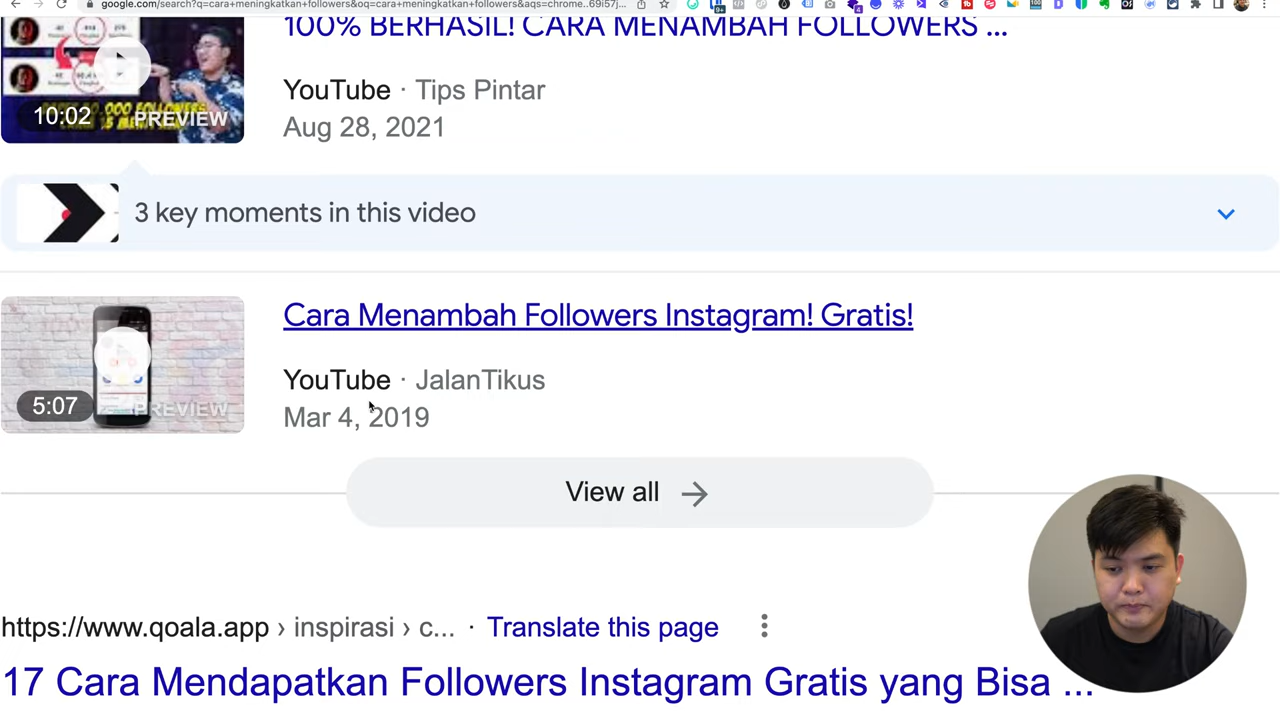 google.com/search?q=cara+meningkatkan+followers&oq=cara+meningkatkan+followers&aqs=chrome..69i57j...
100% BERHASIL! CARA MENAMBAH FOLLOWERS ...
YouTube · Tips Pintar
10:02
PREVIEW
Aug 28, 2021
3 key moments in this video
Cara Menambah Followers Instagram! Gratis!
YouTube · JalanTikus
5:07
PREVIEW
Mar 4, 2019
View all
https://www.qoala.app › inspirasi › c... · Translate this page
17 Cara Mendapatkan Followers Instagram Gratis yang Bisa ...